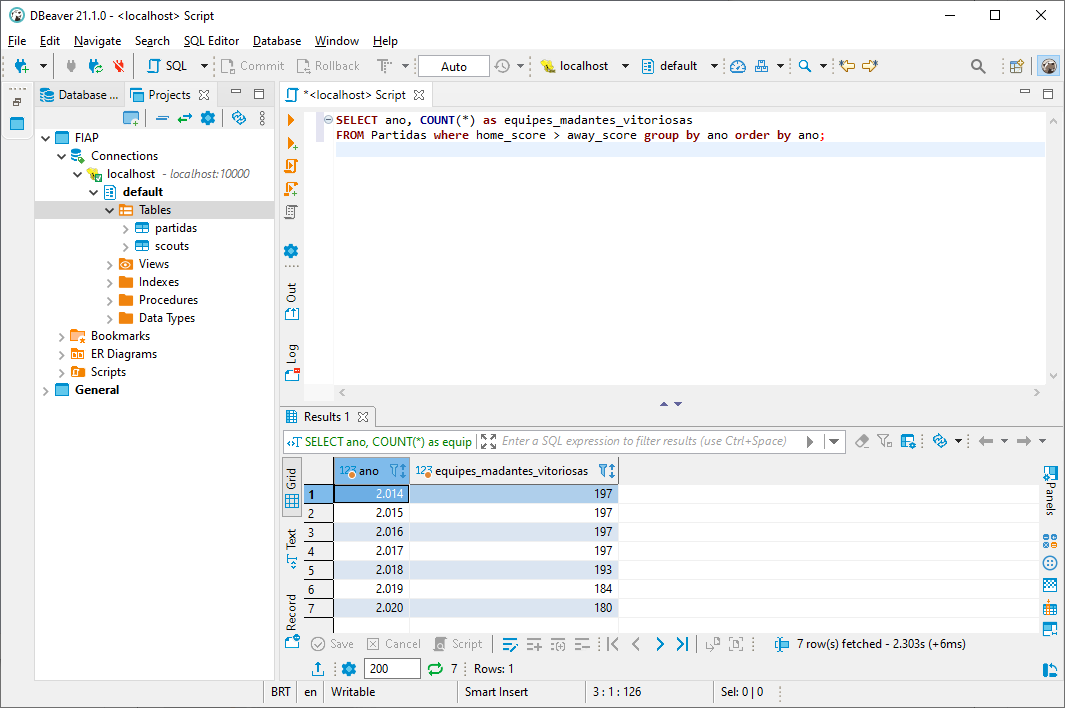 DBeaver 21.1.0 - <localhost> Script
File Edit Navigate Search SQL Editor Database Window Help
SQL Commit Rollback Auto localhost default
Database ... Projects
FIAP
Connections
localhost - localhost:10000
default
Tables
partidas
scouts
Views
Indexes
Procedures
Data Types
Bookmarks
ER Diagrams
Scripts
General
*<localhost> Script
SELECT ano, COUNT(*) as equipes_madantes_vitoriosas
FROM Partidas where home_score > away_score group by ano order by ano;
Out
Log
Results 1
SELECT ano, COUNT(*) as equip Enter a SQL expression to filter results (use Ctrl+Space)
Grid
Text
Record
123 ano 123 equipes_madantes_vitoriosas
1 2.014 197
2 2.015 197
3 2.016 197
4 2.017 197
5 2.018 193
6 2.019 184
7 2.020 180
Panels
Save Cancel Script 7 row(s) fetched - 2.303s (+6ms)
200 7 Rows: 1
BRT en Writable Smart Insert 3 : 1 : 126 Sel: 0 | 0